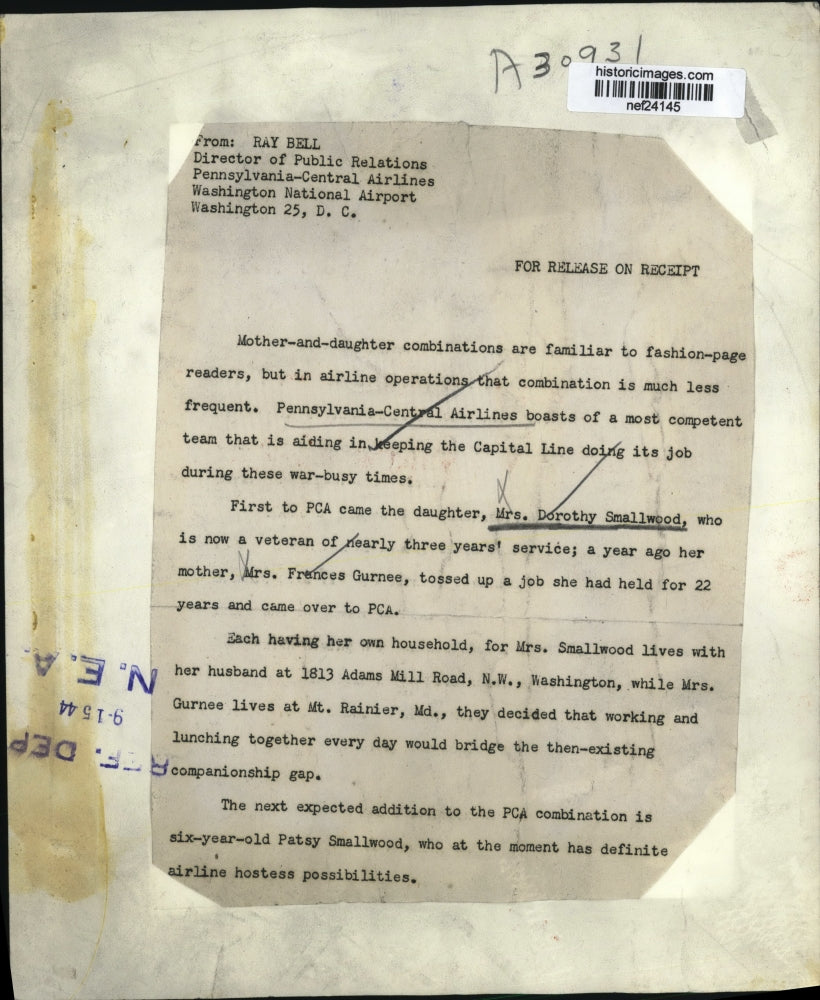 A30931
historicimages.com
nef24145
From: RAY BELL
Director of Public Relations
Pennsylvania-Central Airlines
Washington National Airport
Washington 25, D. C.
FOR RELEASE ON RECEIPT
Mother-and-daughter combinations are familiar to fashion-page
readers, but in airline operations that combination is much less
frequent. Pennsylvania-Central Airlines boasts of a most competent
team that is aiding in keeping the Capital Line doing its job
during these war-busy times.
First to PCA came the daughter, Mrs. Dorothy Smallwood, who
is now a veteran of nearly three years' service; a year ago her
mother, Mrs. Frances Gurnee, tossed up a job she had held for 22
years and came over to PCA.
Each having her own household, for Mrs. Smallwood lives with
her husband at 1813 Adams Mill Road, N.W., Washington, while Mrs.
Gurnee lives at Mt. Rainier, Md., they decided that working and
lunching together every day would bridge the then-existing
companionship gap.
The next expected addition to the PCA combination is
six-year-old Patsy Smallwood, who at the moment has definite
airline hostess possibilities.
REF. DEP
9-15 44
N.E.A.